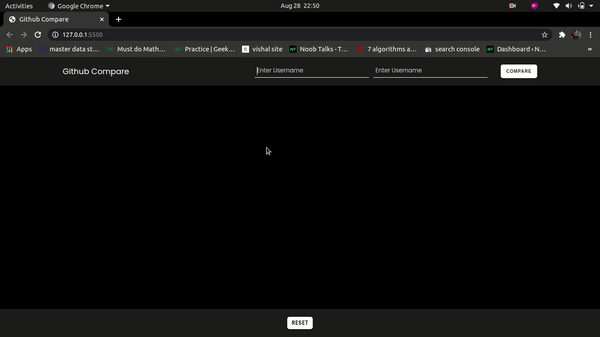 Activities Google Chrome Aug 28 22:50
Github Compare
127.0.0.1:5500
Apps master data st… Must do Math… Practice | Geek… vishal site Noob Talks - T… 7 algorithms a… search console Dashboard ‹ N… »
Github Compare Enter Username Enter Username COMPARE
RESET